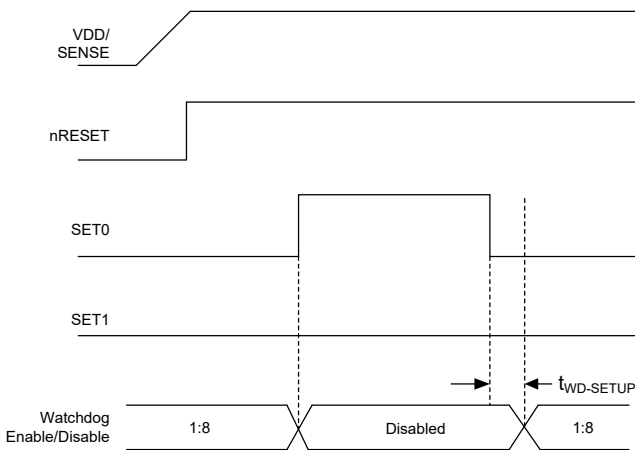 VDD/
SENSE
nRESET
SET0
SET1
tWD-SETUP
Watchdog
Enable/Disable
1:8
Disabled
1:8